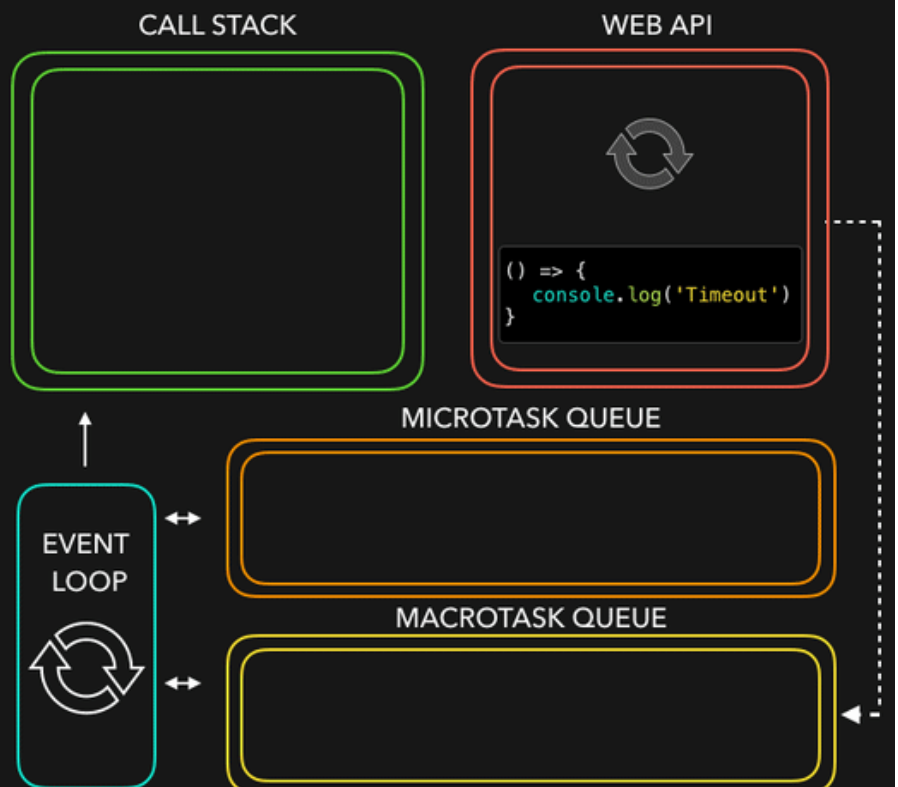 CALL STACK
WEB API
() => {
console.log('Timeout')
}
MICROTASK QUEUE
EVENT
LOOP
MACROTASK QUEUE